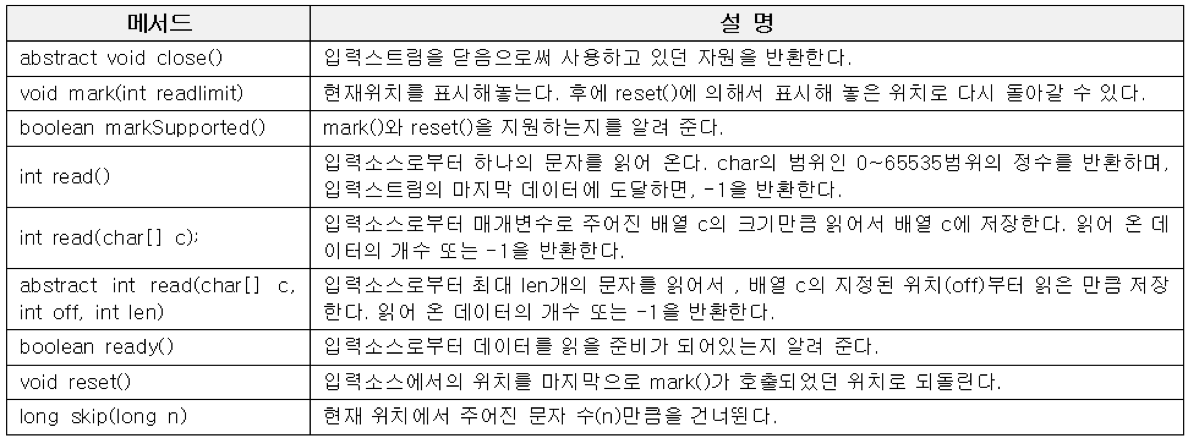 메서드 설 명
abstract void close() 입력스트림을 닫음으로써 사용하고 있던 자원을 반환한다.
void mark(int readlimit) 현재위치를 표시해놓는다. 후에 reset()에 의해서 표시해 놓은 위치로 다시 돌아갈 수 있다.
boolean markSupported() mark()와 reset()을 지원하는지를 알려 준다.
int read() 입력소스로부터 하나의 문자를 읽어 온다. char의 범위인 0~65535범위의 정수를 반환하며,
입력스트림의 마지막 데이터에 도달하면, -1을 반환한다.
int read(char[] c); 입력소스로부터 매개변수로 주어진 배열 c의 크기만큼 읽어서 배열 c에 저장한다. 읽어 온 데
이터의 개수 또는 -1을 반환한다.
abstract int read(char[] c, 입력소스로부터 최대 len개의 문자를 읽어서 , 배열 c의 지정된 위치(off)부터 읽은 만큼 저장
int off, int len) 한다. 읽어 온 데이터의 개수 또는 -1을 반환한다.
boolean ready() 입력소스로부터 데이터를 읽을 준비가 되어있는지 알려 준다.
void reset() 입력소스에서의 위치를 마지막으로 mark()가 호출되었던 위치로 되돌린다.
long skip(long n) 현재 위치에서 주어진 문자 수(n)만큼을 건너뛴다.